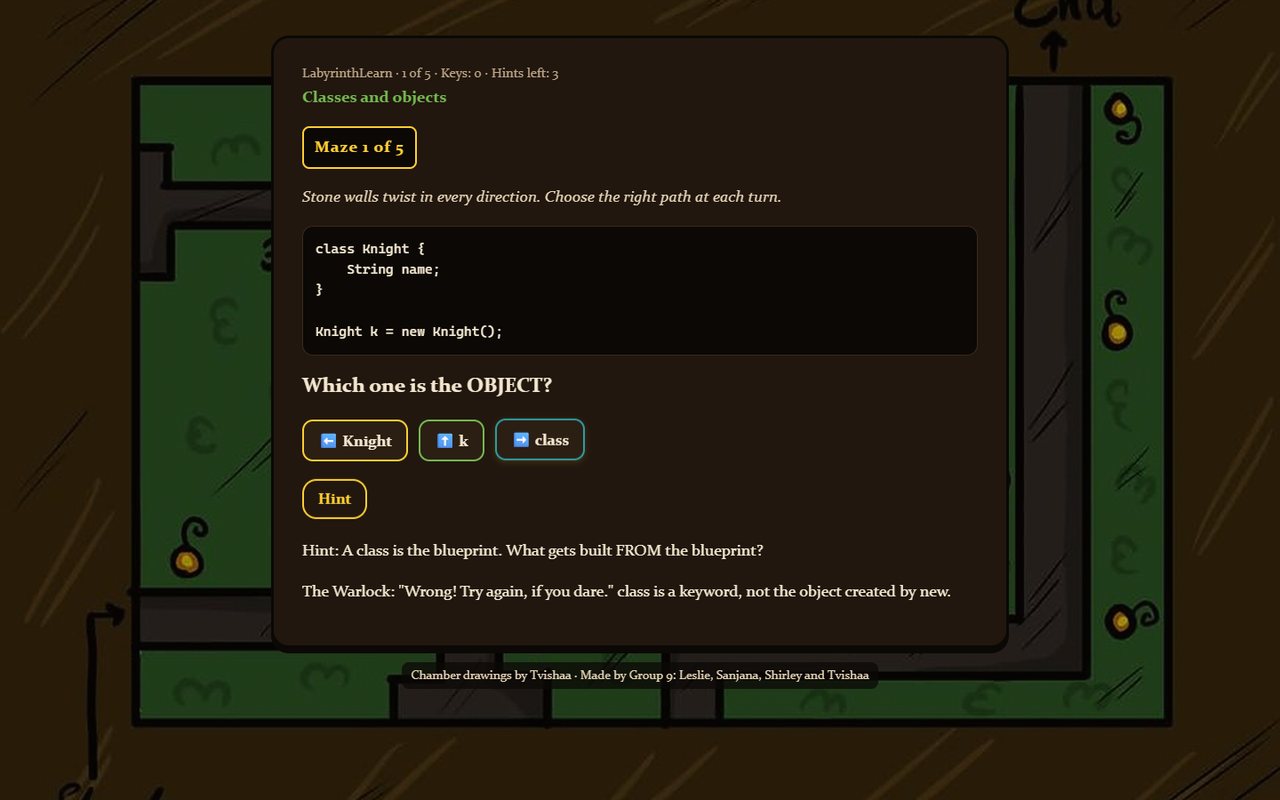 End
LabyrinthLearn · 1 of 5 · Keys: 0 · Hints left: 3
Classes and objects
Maze 1 of 5
Stone walls twist in every direction. Choose the right path at each turn.
class Knight {
    String name;
}
Knight k = new Knight();
Which one is the OBJECT?
⬅️ Knight
⬆️ k
➡️ class
Hint
Hint: A class is the blueprint. What gets built FROM the blueprint?
The Warlock: "Wrong! Try again, if you dare." class is a keyword, not the object created by new.
Chamber drawings by Tvishaa · Made by Group 9: Leslie, Sanjana, Shirley and Tvishaa